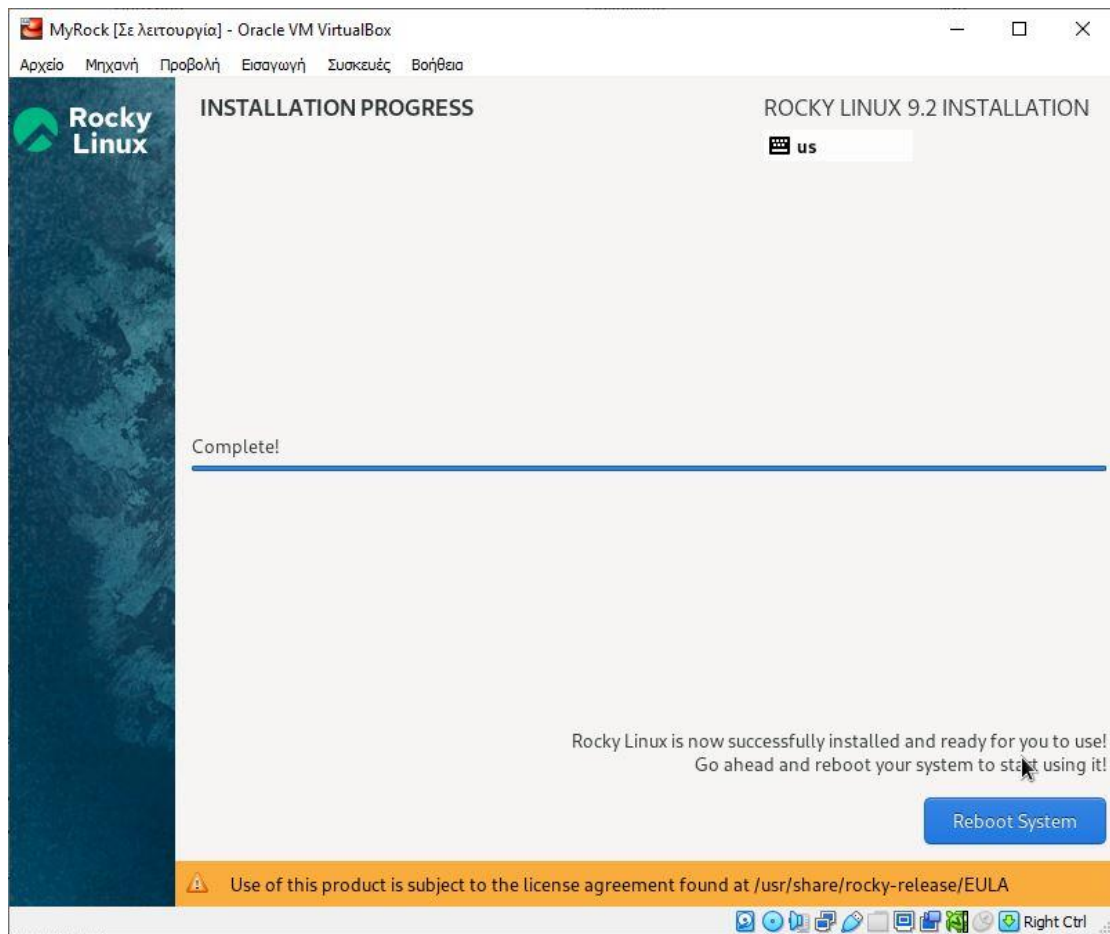 MyRock [Σε λειτουργία] - Oracle VM VirtualBox
Αρχείο Μηχανή Προβολή Εισαγωγή Συσκευές Βοήθεια
Rocky
Linux
INSTALLATION PROGRESS
ROCKY LINUX 9.2 INSTALLATION
us
Complete!
Rocky Linux is now successfully installed and ready for you to use!
Go ahead and reboot your system to start using it!
Reboot System
Use of this product is subject to the license agreement found at /usr/share/rocky-release/EULA
Right Ctrl